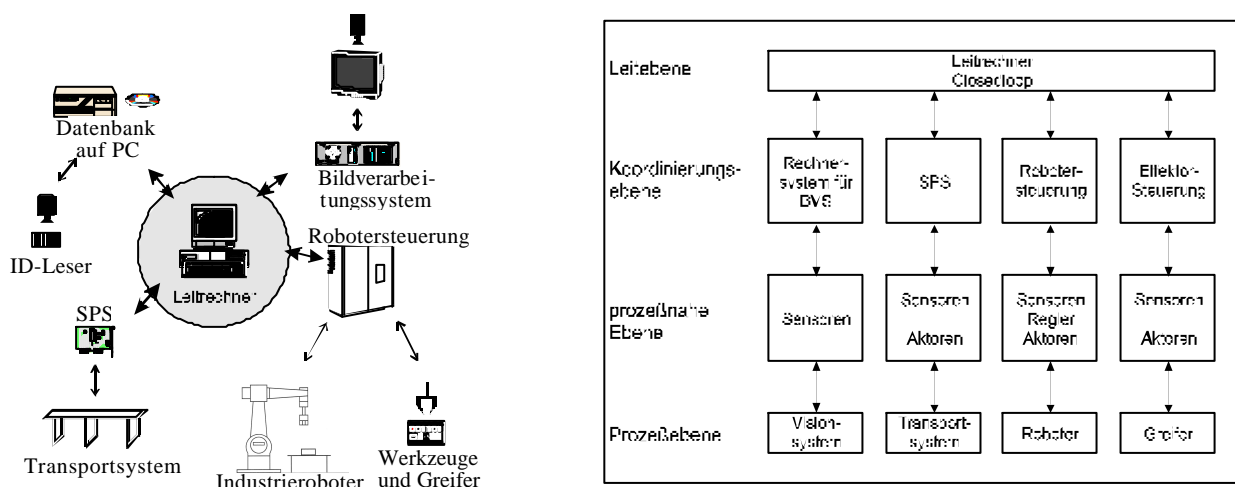 Datenbank
auf PC
ID-Leser
SPS
Transportsystem
Leitrechner
Bildverarbei-
tungssystem
Robotersteuerung
Industrieroboter
Werkzeuge
und Greifer
Leitebene
Leitrechner
Closedloop
Koordinierungs-
ebene
Rechner-
system für
BVS
SPS
Roboter-
steuerung
Effektor-
Steuerung
prozeßnahe
Ebene
Sensoren
Sensoren
Aktoren
Sensoren
Regler
Aktoren
Sensoren
Aktoren
Prozeßebene
Vision-
system
Transport-
system
Roboter
Greifer